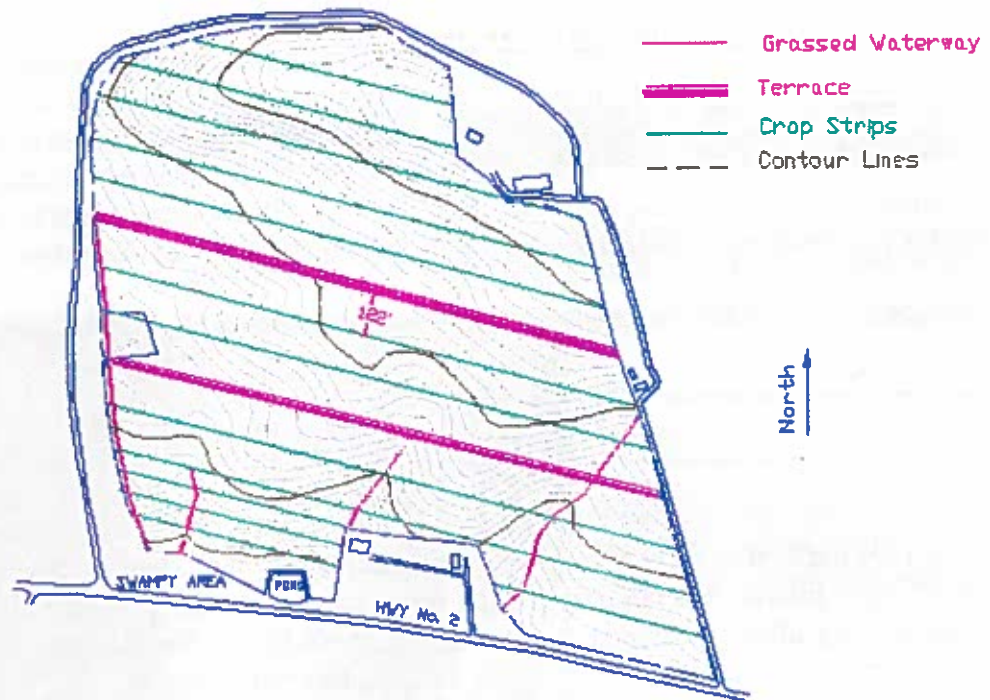 Grassed Waterway
Terrace
Crop Strips
Contour Lines
122'
North
SWAMPY AREA
POND
HWY No. 2